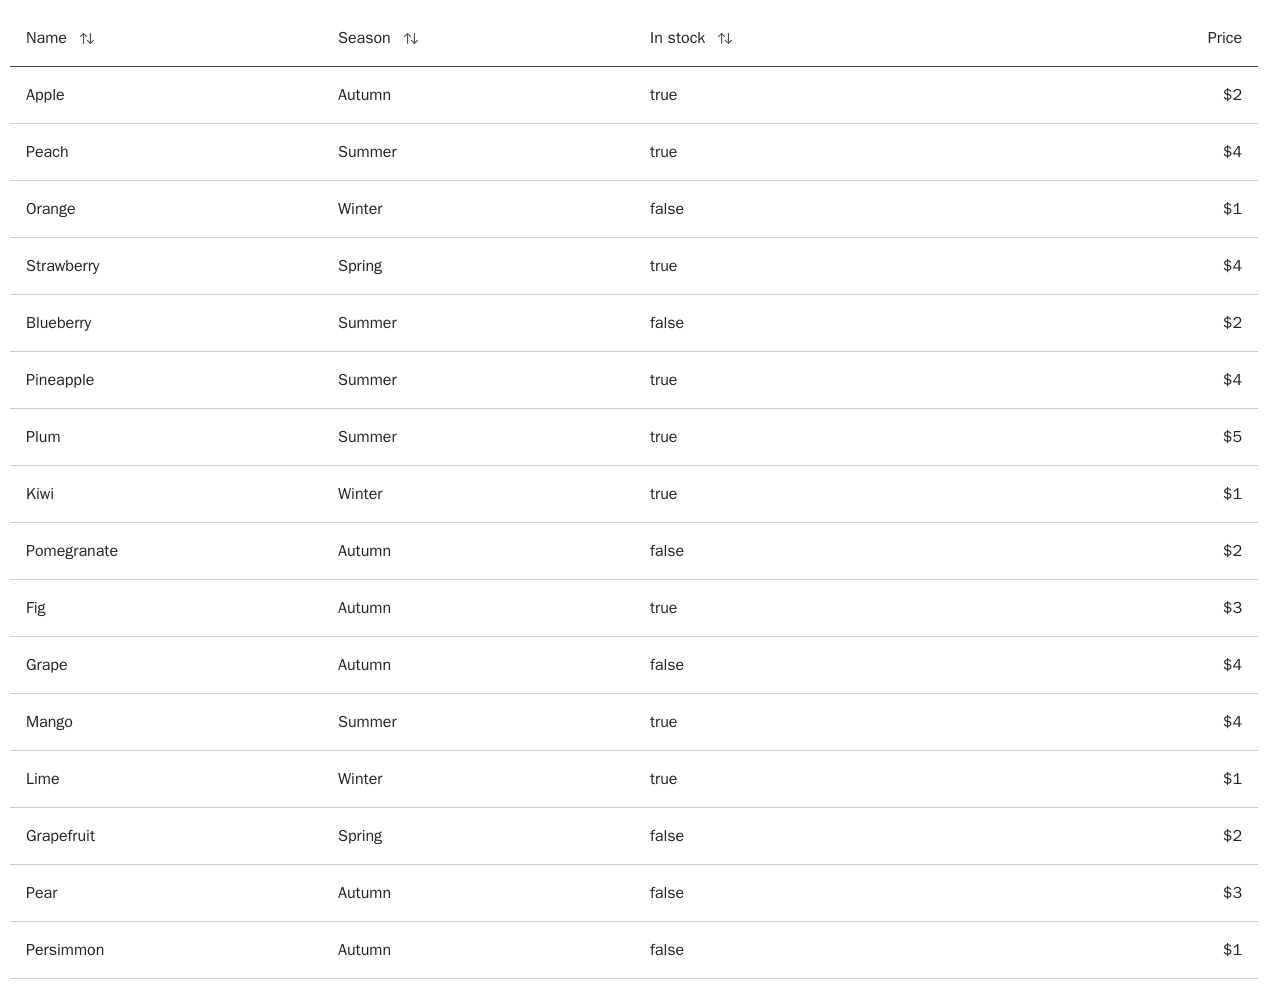 Name Season In stock Price
Apple Autumn true $2
Peach Summer true $4
Orange Winter false $1
Strawberry Spring true $4
Blueberry Summer false $2
Pineapple Summer true $4
Plum Summer true $5
Kiwi Winter true $1
Pomegranate Autumn false $2
Fig Autumn true $3
Grape Autumn false $4
Mango Summer true $4
Lime Winter true $1
Grapefruit Spring false $2
Pear Autumn false $3
Persimmon Autumn false $1